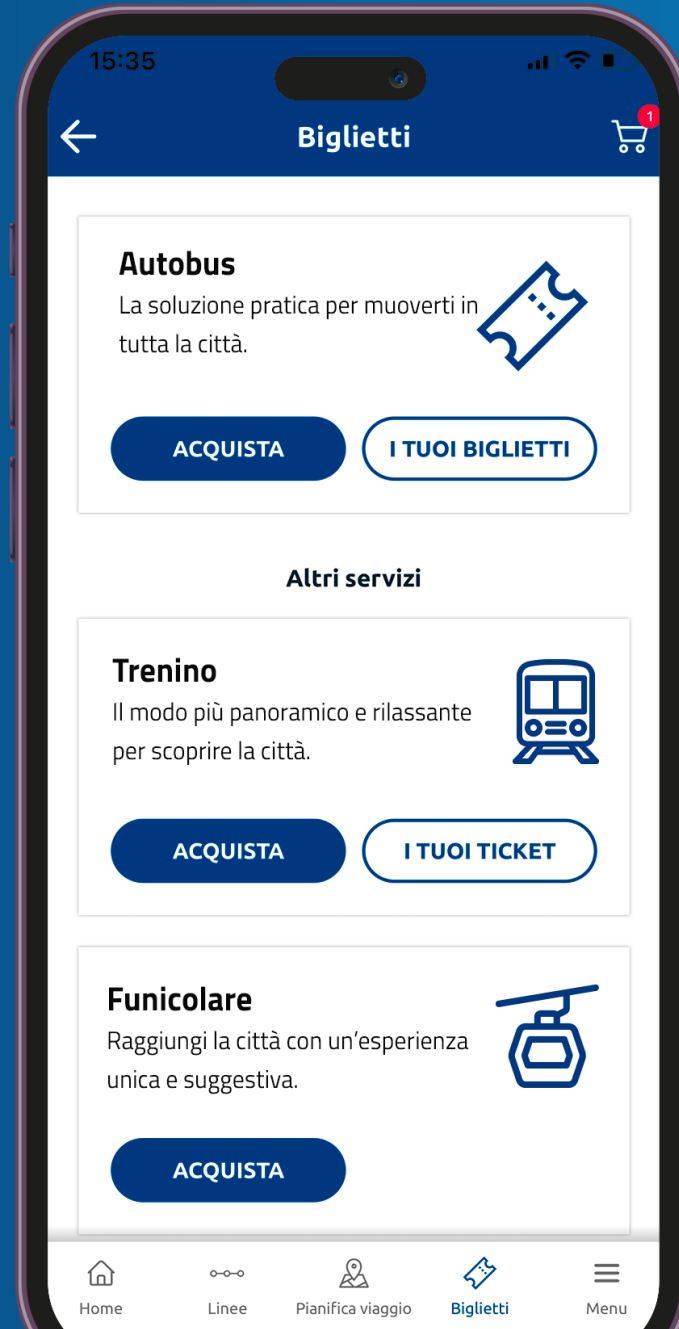 15:35
Biglietti
1
Autobus
La soluzione pratica per muoverti in
tutta la città.
ACQUISTA
I TUOI BIGLIETTI
Altri servizi
Trenino
Il modo più panoramico e rilassante
per scoprire la città.
ACQUISTA
I TUOI TICKET
Funicolare
Raggiungi la città con un’esperienza
unica e suggestiva.
ACQUISTA
Home
Linee
Pianifica viaggio
Biglietti
Menu